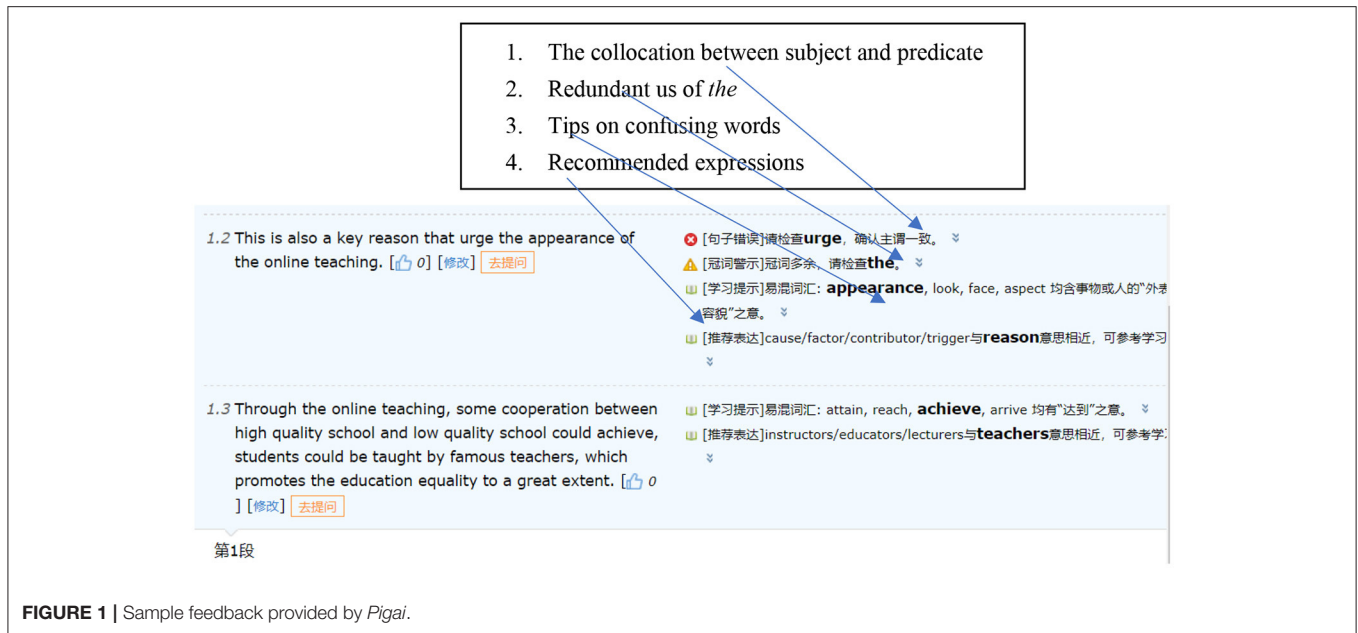 1. The collocation between subject and predicate
2. Redundant us of the
3. Tips on confusing words
4. Recommended expressions
1.2 This is also a key reason that urge the appearance of
the online teaching. [0] [修改] 去提问
[句子错误]请检查urge，确认主谓一致。
[冠词警示]冠词多余，请检查the。
[学习提示]易混词汇: appearance, look, face, aspect 均含事物或人的“外表
容貌”之意。
[推荐表达]cause/factor/contributor/trigger与reason意思相近，可参考学习
1.3 Through the online teaching, some cooperation between
high quality school and low quality school could achieve,
students could be taught by famous teachers, which
promotes the education equality to a great extent. [0
] [修改] 去提问
[学习提示]易混词汇: attain, reach, achieve, arrive 均有“达到”之意。
[推荐表达]instructors/educators/lecturers与teachers意思相近，可参考学
第1段
FIGURE 1 | Sample feedback provided by Pigai.